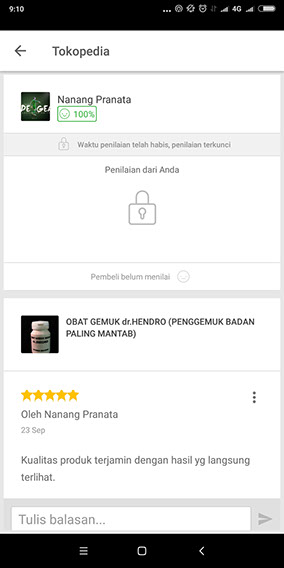 9:10
4G
Tokopedia
Nanang Pranata
100%
Waktu penilaian telah habis, penilaian terkunci
Penilaian dari Anda
Pembeli belum menilai
OBAT GEMUK dr.HENDRO (PENGGEMUK BADAN
PALING MANTAB)
Oleh Nanang Pranata
23 Sep
Kualitas produk terjamin dengan hasil yg langsung
terlihat.
Tulis balasan...